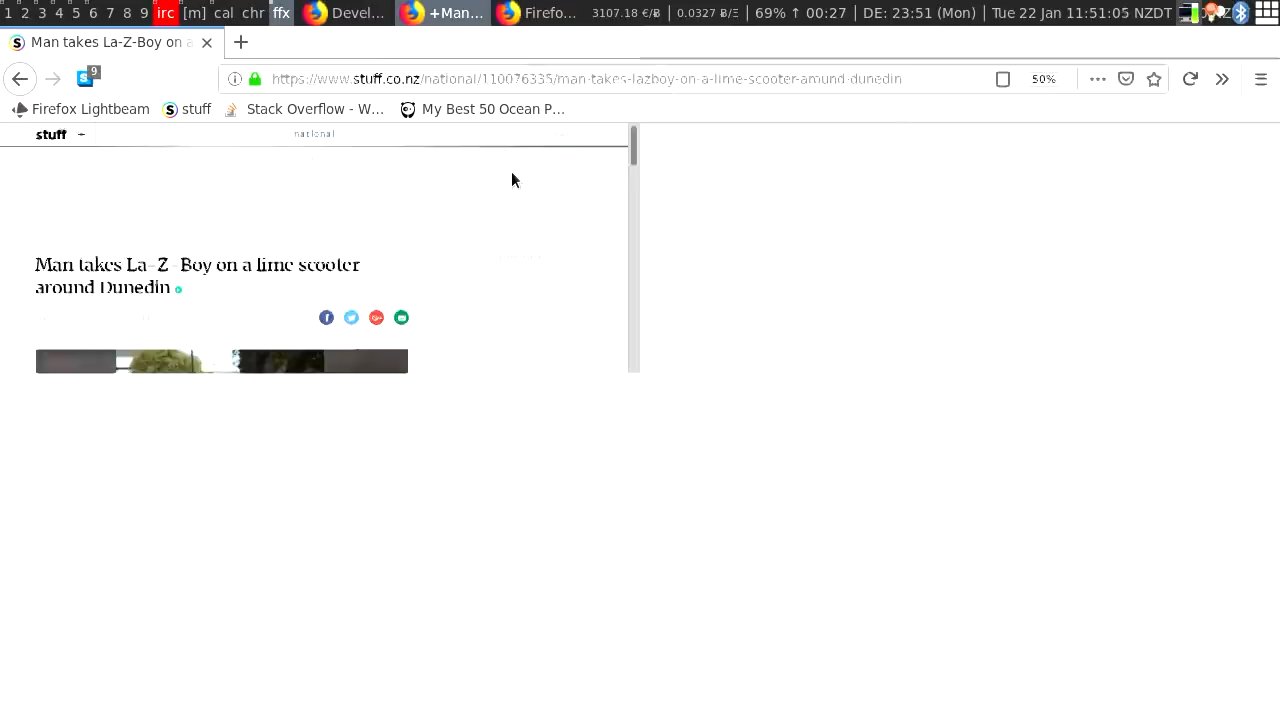 1 2 3 4 5 6 7 8 9 irc [m] cal chr ffx Devel... +Man... Firefo... 3107.18 €/Ƀ | 0.0327 Ƀ/Ξ | 69% ↑ 00:27 | DE: 23:51 (Mon) | Tue 22 Jan 11:51:05 NZDT
Man takes La-Z-Boy on a
9 https://www.stuff.co.nz/national/110076335/man-takes-lazboy-on-a-lime-scooter-around-dunedin 50%
Firefox Lightbeam stuff Stack Overflow - W... My Best 50 Ocean P...
stuff national
Man takes La-Z-Boy on a lime scooter
around Dunedin
f G+